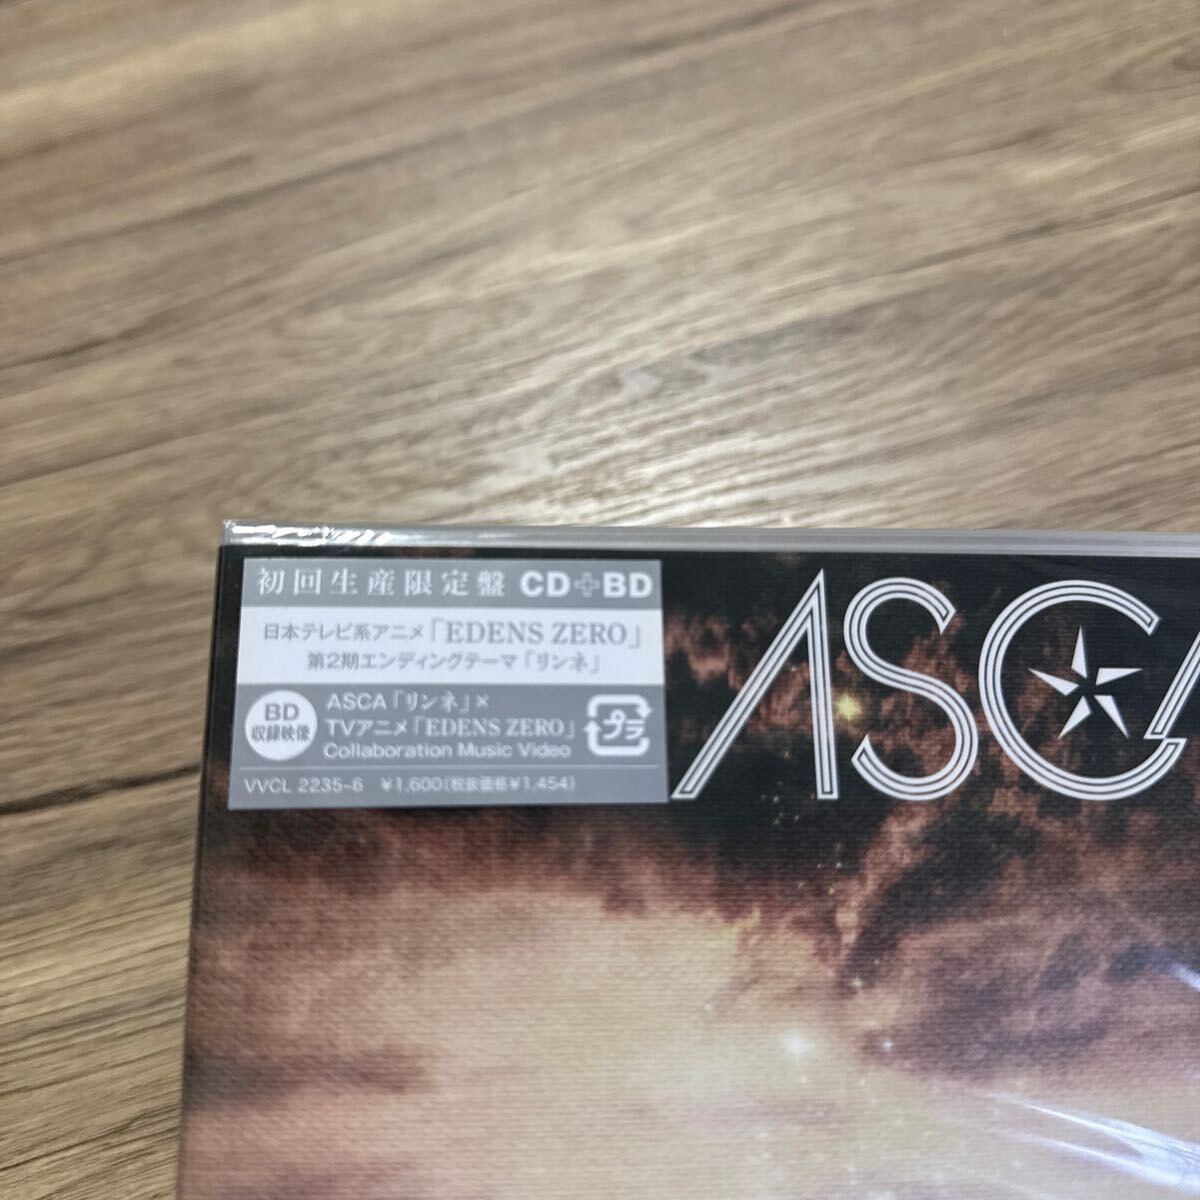 初回生産限定盤 CD+BD
日本テレビ系アニメ「EDENS ZERO」
第2期エンディングテーマ「リンネ」
BD
収録映像
ASCA「リンネ」×
TVアニメ「EDENS ZERO」
Collaboration Music Video
プラ
VVCL 2235~6 ¥1,600(税抜価格¥1,454)
ASCA